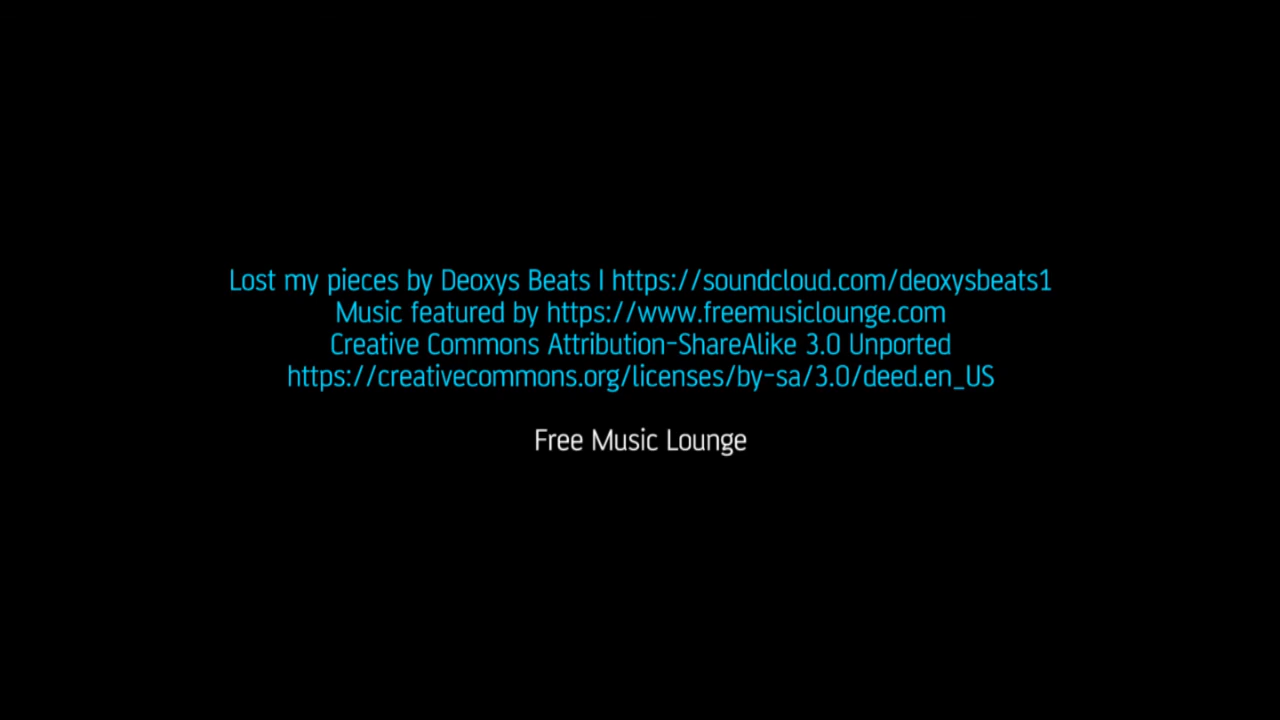 Lost my pieces by Deoxys Beats | https://soundcloud.com/deoxysbeats1
Music featured by https://www.freemusiclounge.com
Creative Commons Attribution-ShareAlike 3.0 Unported
https://creativecommons.org/licenses/by-sa/3.0/deed.en_US
Free Music Lounge